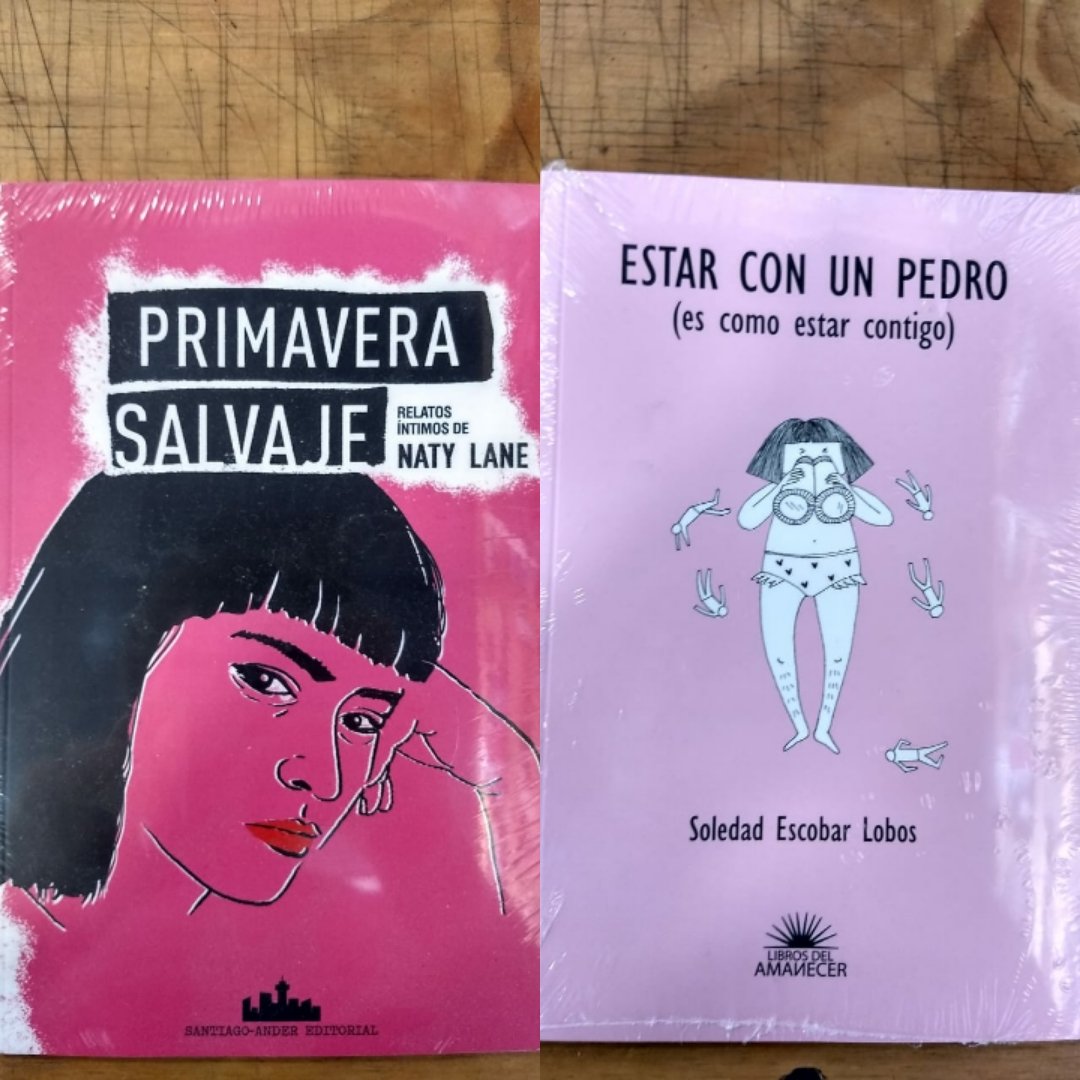 PRIMAVERA
SALVAJE
RELATOS
ÍNTIMOS DE
NATY LANE
SANTIAGO-ANDER EDITORIAL
ESTAR CON UN PEDRO
(es como estar contigo)
Soledad Escobar Lobos
LIBROS DEL
AMANECER